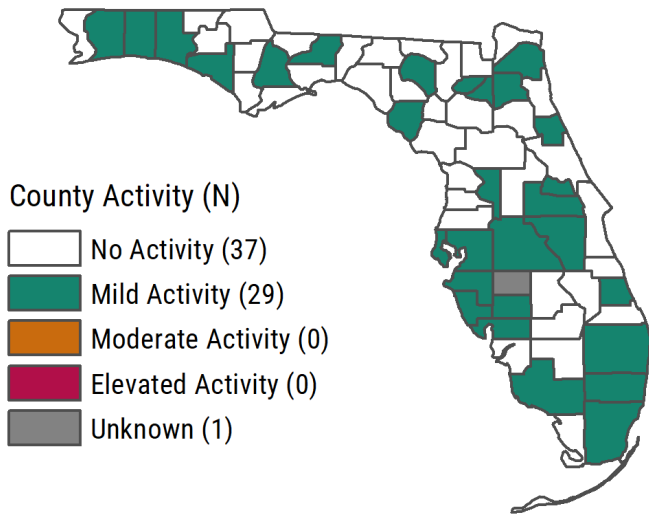 County Activity (N)
No Activity (37)
Mild Activity (29)
Moderate Activity (0)
Elevated Activity (0)
Unknown (1)